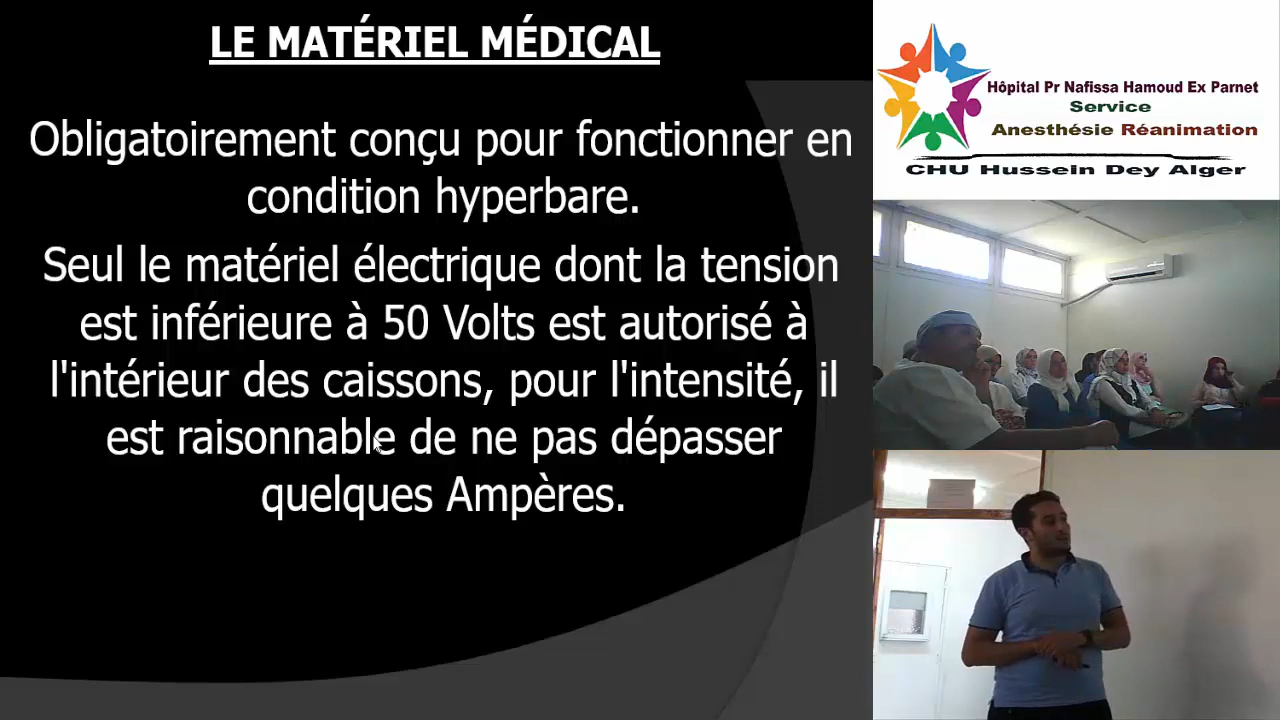 LE MATÉRIEL MÉDICAL
Obligatoirement conçu pour fonctionner en
condition hyperbare.
Seul le matériel électrique dont la tension
est inférieure à 50 Volts est autorisé à
l'intérieur des caissons, pour l'intensité, il
est raisonnable de ne pas dépasser
quelques Ampères.
Hôpital Pr Nafissa Hamoud Ex Parnet
Service
Anesthésie Réanimation
CHU Hussein Dey Alger